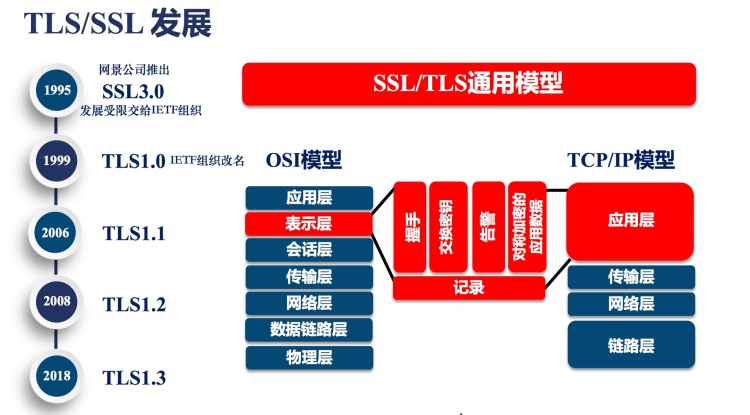 TLS/SSL 发展
1995
网景公司推出
SSL3.0
发展受限交给IETF组织
1999
TLS1.0 IETF组织改名
2006
TLS1.1
2008
TLS1.2
2018
TLS1.3
SSL/TLS通用模型
OSI模型
应用层
表示层
会话层
传输层
网络层
数据链路层
物理层
握手
交换密钥
告警
对称加密的
应用数据
记录
TCP/IP模型
应用层
传输层
网络层
链路层